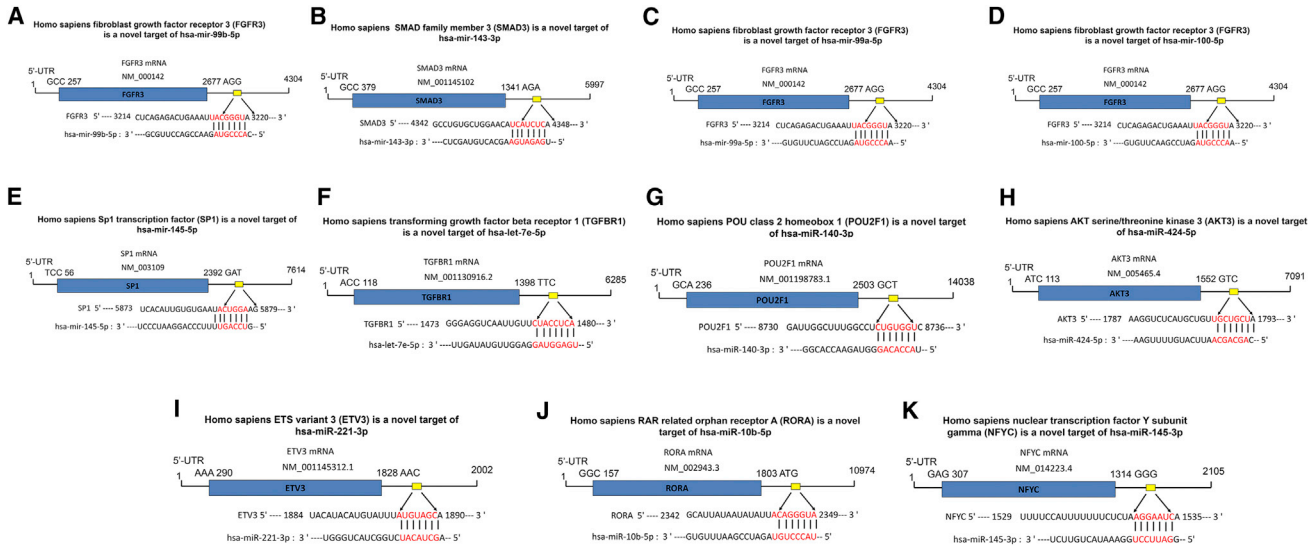 A
Homo sapiens fibroblast growth factor receptor 3 (FGFR3)
is a novel target of hsa-mir-99b-5p
5'-UTR
FGFR3 mRNA
NM_000142
1
GCC 257
2677 AGG
4304
FGFR3
FGFR3 5' ---- 3214 CUCAGAGACUGAAAUUACGGGUA 3220--- 3 '
hsa-mir-99b-5p : 3' ----GCGUUCCAGCCAAGAUGCCCAC-- 5'
B
Homo sapiens SMAD family member 3 (SMAD3) is a novel target of
hsa-mir-143-3p
5'-UTR
SMAD3 mRNA
NM_001145102
1
GCC 379
1341 AGA
5997
SMAD3
SMAD3 5' ---- 4342 GCCUGUGCUGGAACAUCAUCUCA 4348--- 3 '
hsa-mir-143-3p : 3' ----CUCGAUGUCACGAAGUAGAGU-- 5'
C
Homo sapiens fibroblast growth factor receptor 3 (FGFR3)
is a novel target of hsa-mir-99a-5p
5'-UTR
FGFR3 mRNA
NM_000142
1
GCC 257
2677 AGG
4304
FGFR3
FGFR3 5' ---- 3214 CUCAGAGACUGAAAUUACGGGUA 3220--- 3 '
hsa-mir-99a-5p : 3' ----GUGUUCUAGCCUAGAUGCCCAA-- 5'
D
Homo sapiens fibroblast growth factor receptor 3 (FGFR3)
is a novel target of hsa-mir-100-5p
5'-UTR
FGFR3 mRNA
NM_000142
1
GCC 257
2677 AGG
4304
FGFR3
FGFR3 5' ---- 3214 CUCAGAGACUGAAAUUACGGGUA 3220--- 3 '
hsa-mir-100-5p : 3' ----GUGUUCAAGCCUAGAUGCCCAA-- 5'
E
Homo sapiens Sp1 transcription factor (SP1) is a novel target of
hsa-mir-145-5p
5'-UTR
SP1 mRNA
NM_003109
1
TCC 56
2392 GAT
7614
SP1
SP1 5' ---- 5873 UCACAUUGUGUGAAUACUGGAAG 5879--- 3 '
hsa-mir-145-5p : 3' ----UCCCUAAGGACCCUUUUGACCUG-- 5'
F
Homo sapiens transforming growth factor beta receptor 1 (TGFBR1)
is a novel target of hsa-let-7e-5p
5'-UTR
TGFBR1 mRNA
NM_001130916.2
1
ACC 118
1398 TTC
6285
TGFBR1
TGFBR1 5' ---- 1473 GGGAGGUCAAUUGUUCUACCUCA 1480--- 3 '
hsa-let-7e-5p : 3 ' ----UUGAUAUGUUGGAGGAUGGAGU-- 5'
G
Homo sapiens POU class 2 homeobox 1 (POU2F1) is a novel target
of hsa-miR-140-3p
5'-UTR
POU2F1 mRNA
NM_001198783.1
1
GCA 236
2503 GCT
14038
POU2F1
POU2F1 5' ---- 8730 GAUUGGCUUUGGCCUCUGUGGUC 8736--- 3 '
hsa-miR-140-3p : 3' ----GGCACCAAGAUGGGACACCAU-- 5'
H
Homo sapiens AKT serine/threonine kinase 3 (AKT3) is a novel target
of hsa-miR-424-5p
5'-UTR
AKT3 mRNA
NM_005465.4
1
ATC 113
1552 GTC
7091
AKT3
AKT3 5' ---- 1787 AAGGUCUCAUGCUGUUGCUGCUA 1793--- 3 '
hsa-miR-424-5p : 3 ' ----AAGUUUUGUACUUAACGACGAC-- 5'
I
Homo sapiens ETS variant 3 (ETV3) is a novel target of
hsa-miR-221-3p
5'-UTR
ETV3 mRNA
NM_001145312.1
1
AAA 290
1828 AAC
2002
ETV3
ETV3 5' ---- 1884 UACAUACAUGUAUUUAUGUAGCA 1890--- 3 '
hsa-miR-221-3p : 3' ----UGGGUCAUCGGUCUACAUCGA-- 5'
J
Homo sapiens RAR related orphan receptor A (RORA) is a novel
target of hsa-miR-10b-5p
5'-UTR
RORA mRNA
NM_002943.3
1
GGC 157
1803 ATG
10974
RORA
RORA 5' ---- 2342 GCAUUAUAAUAUAUUACAGGGUA 2349--- 3 '
hsa-miR-10b-5p : 3' ----GUGUUUAAGCCUAGAUGUCCCAU-- 5'
K
Homo sapiens nuclear transcription factor Y subunit
gamma (NFYC) is a novel target of hsa-miR-145-3p
5'-UTR
NFYC mRNA
NM_014223.4
1
GAG 307
1314 GGG
2105
NFYC
NFYC 5' ---- 1529 UUUUCCAUUUUUUUCUCUAAGGAAUCA 1535--- 3 '
hsa-miR-145-3p : 3' ----UCUUGUCAUAAAGGUCCUUAGG-- 5'